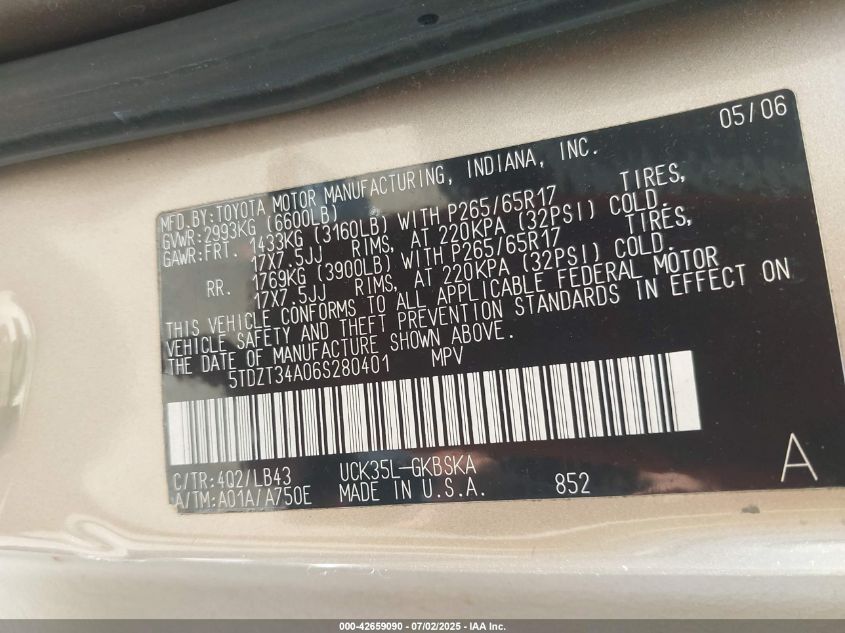 05/06
MFD.BY:TOYOTA MOTOR MANUFACTURING, INDIANA, INC.
GVWR:2993KG (6600LB)
GAWR:FRT. 1433KG (3160LB) WITH P265/65R17 TIRES,
17X7.5JJ RIMS, AT 220KPA (32PSI) COLD.
RR. 1769KG (3900LB) WITH P265/65R17 TIRES,
17X7.5JJ RIMS, AT 220KPA (32PSI) COLD.
THIS VEHICLE CONFORMS TO ALL APPLICABLE FEDERAL MOTOR
VEHICLE SAFETY AND THEFT PREVENTION STANDARDS IN EFFECT ON
THE DATE OF MANUFACTURE SHOWN ABOVE.
5TDZT34A06S280401 MPV
C/TR:4Q2/LB43 UCK35L-GKBSKA
A/TM:A01A/A750E MADE IN U.S.A. 852 A
000-42659090 - 07/02/2025 - IAA Inc.